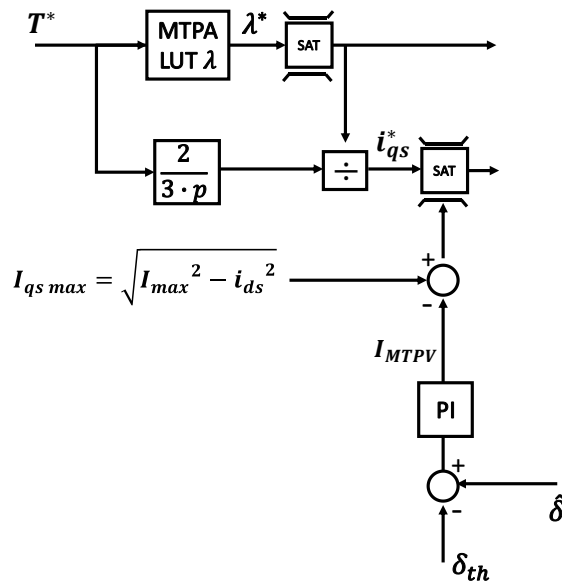 T*
MTPA
LUT λ
λ*
SAT
2
3 · p
÷
i*qs
SAT
+
Iqs max = √Imax² − ids²
-
IMTPV
PI
+
δ̂
-
δth